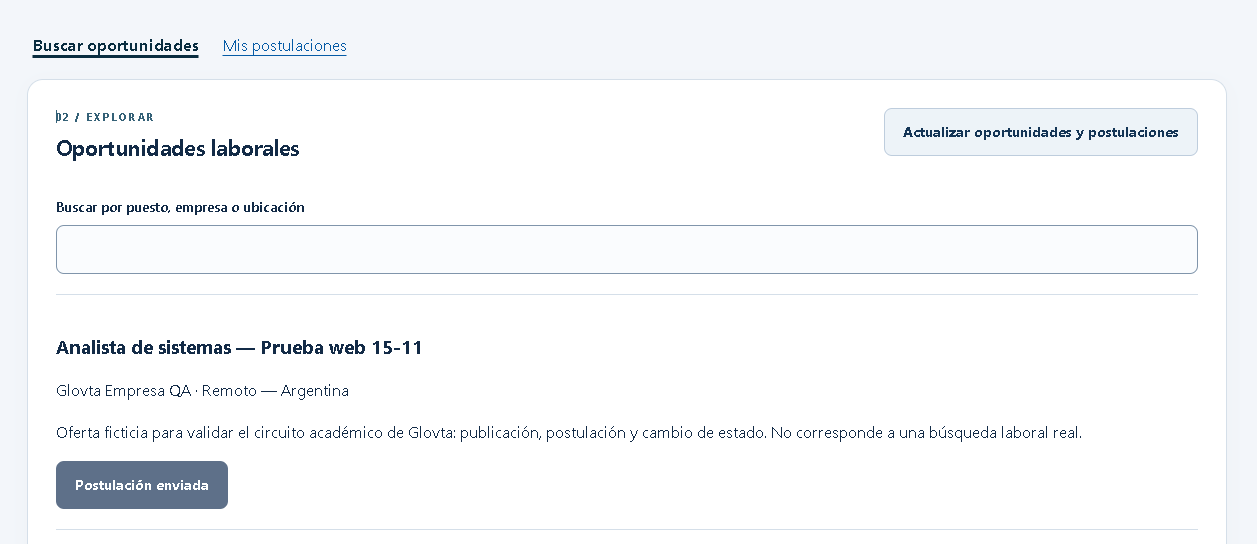 Buscar oportunidades Mis postulaciones
02 / EXPLORAR
Actualizar oportunidades y postulaciones
Oportunidades laborales
Buscar por puesto, empresa o ubicación
Analista de sistemas — Prueba web 15-11
Glovta Empresa QA · Remoto — Argentina
Oferta ficticia para validar el circuito académico de Glovta: publicación, postulación y cambio de estado. No corresponde a una búsqueda laboral real.
Postulación enviada